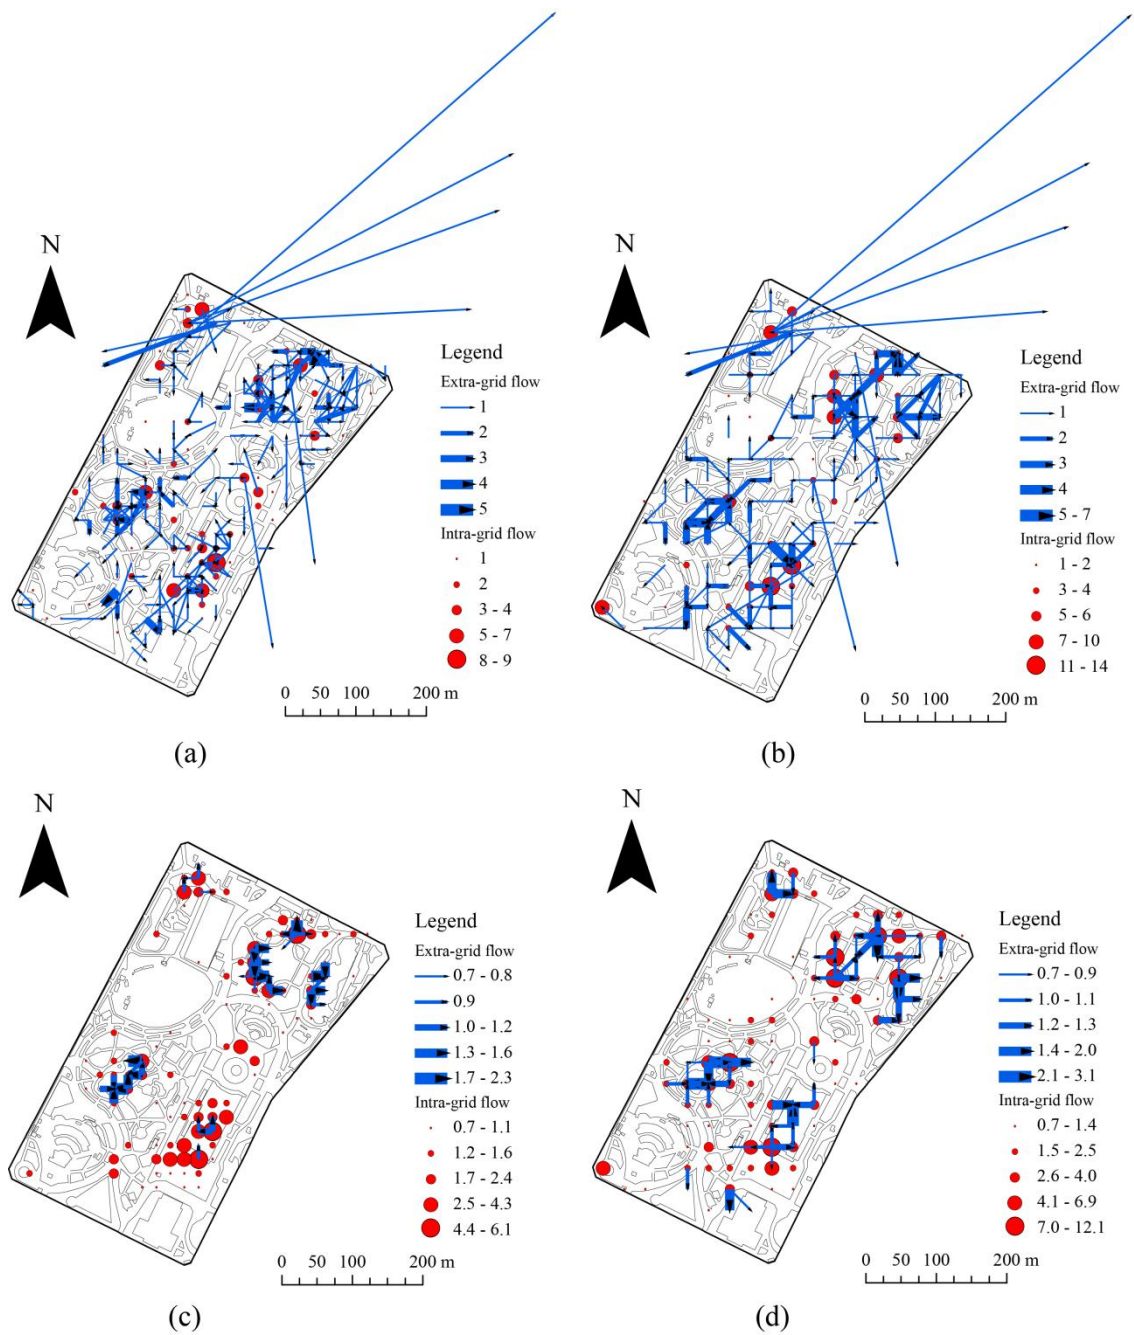 N
Legend
Extra-grid flow
1
2
3
4
5
Intra-grid flow
1
2
3 - 4
5 - 7
8 - 9
0 50 100 200 m
(a)
N
Legend
Extra-grid flow
1
2
3
4
5 - 7
Intra-grid flow
1 - 2
3 - 4
5 - 6
7 - 10
11 - 14
0 50 100 200 m
(b)
N
Legend
Extra-grid flow
0.7 - 0.8
0.9
1.0 - 1.2
1.3 - 1.6
1.7 - 2.3
Intra-grid flow
0.7 - 1.1
1.2 - 1.6
1.7 - 2.4
2.5 - 4.3
4.4 - 6.1
0 50 100 200 m
(c)
N
Legend
Extra-grid flow
0.7 - 0.9
1.0 - 1.1
1.2 - 1.3
1.4 - 2.0
2.1 - 3.1
Intra-grid flow
0.7 - 1.4
1.5 - 2.5
2.6 - 4.0
4.1 - 6.9
7.0 - 12.1
0 50 100 200 m
(d)